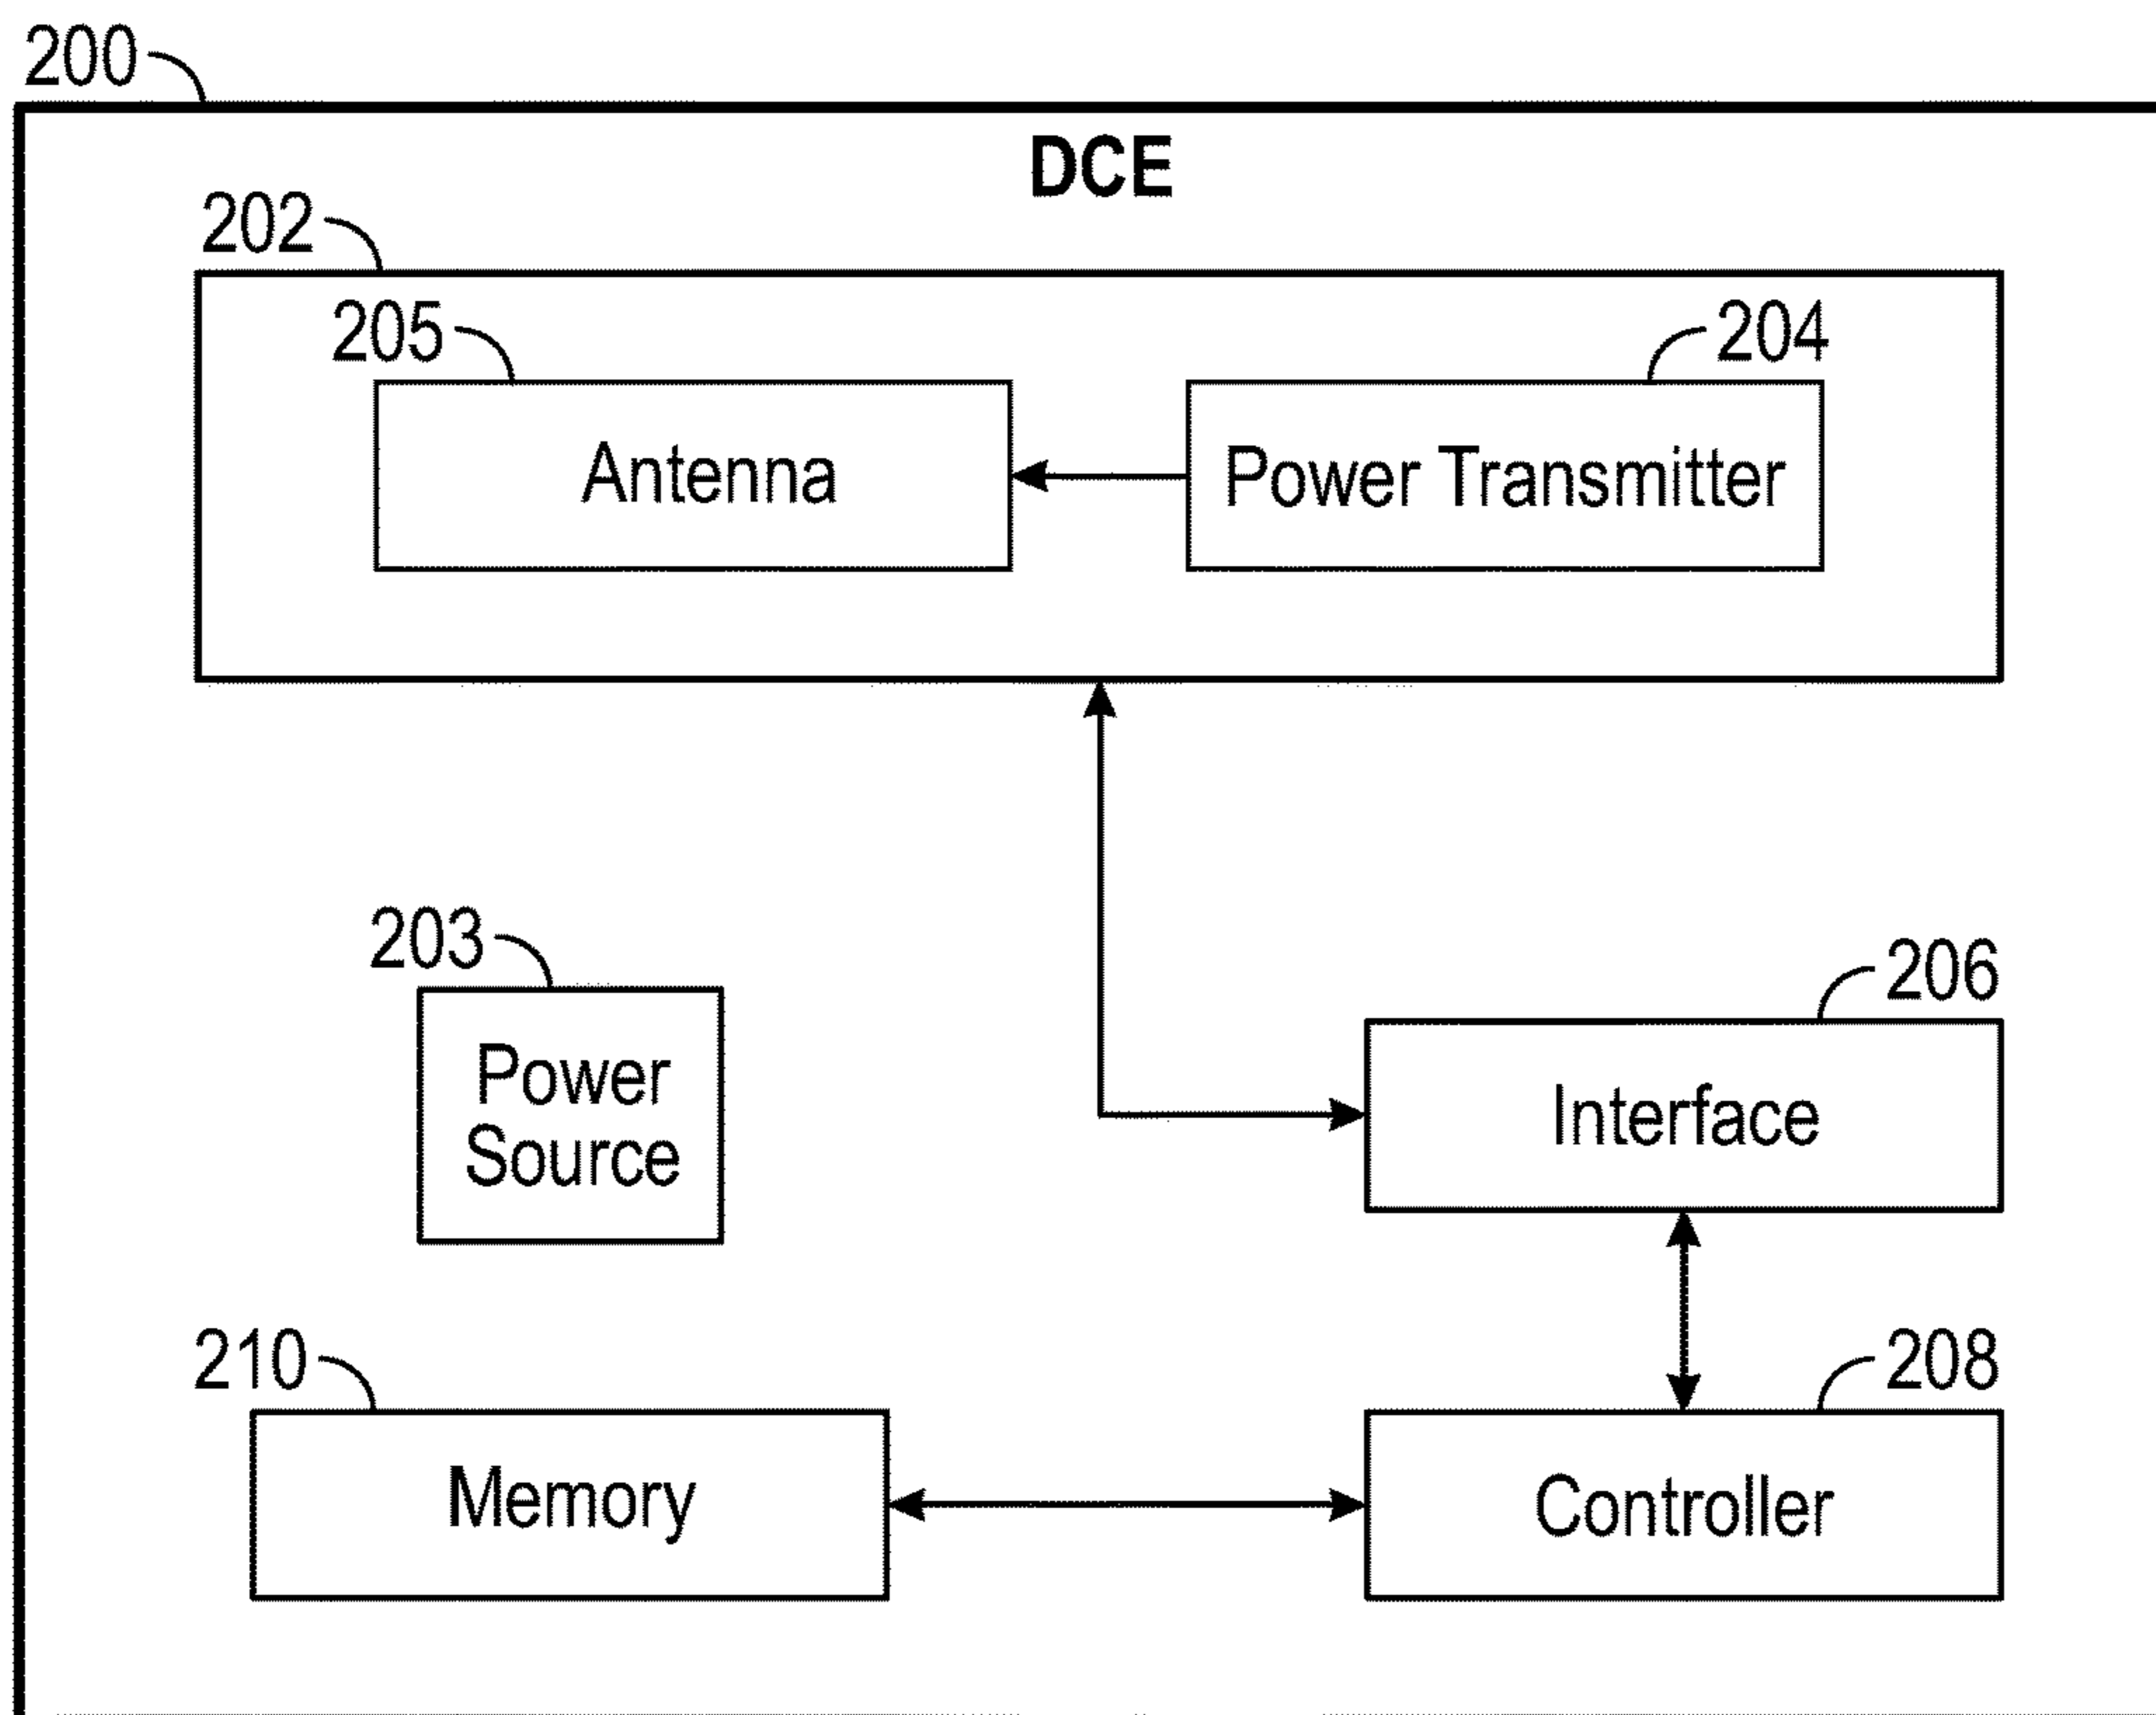 200
DCE
202
205
204
Antenna
Power Transmitter
203
206
Power
Source
Interface
210
208
Memory
Controller